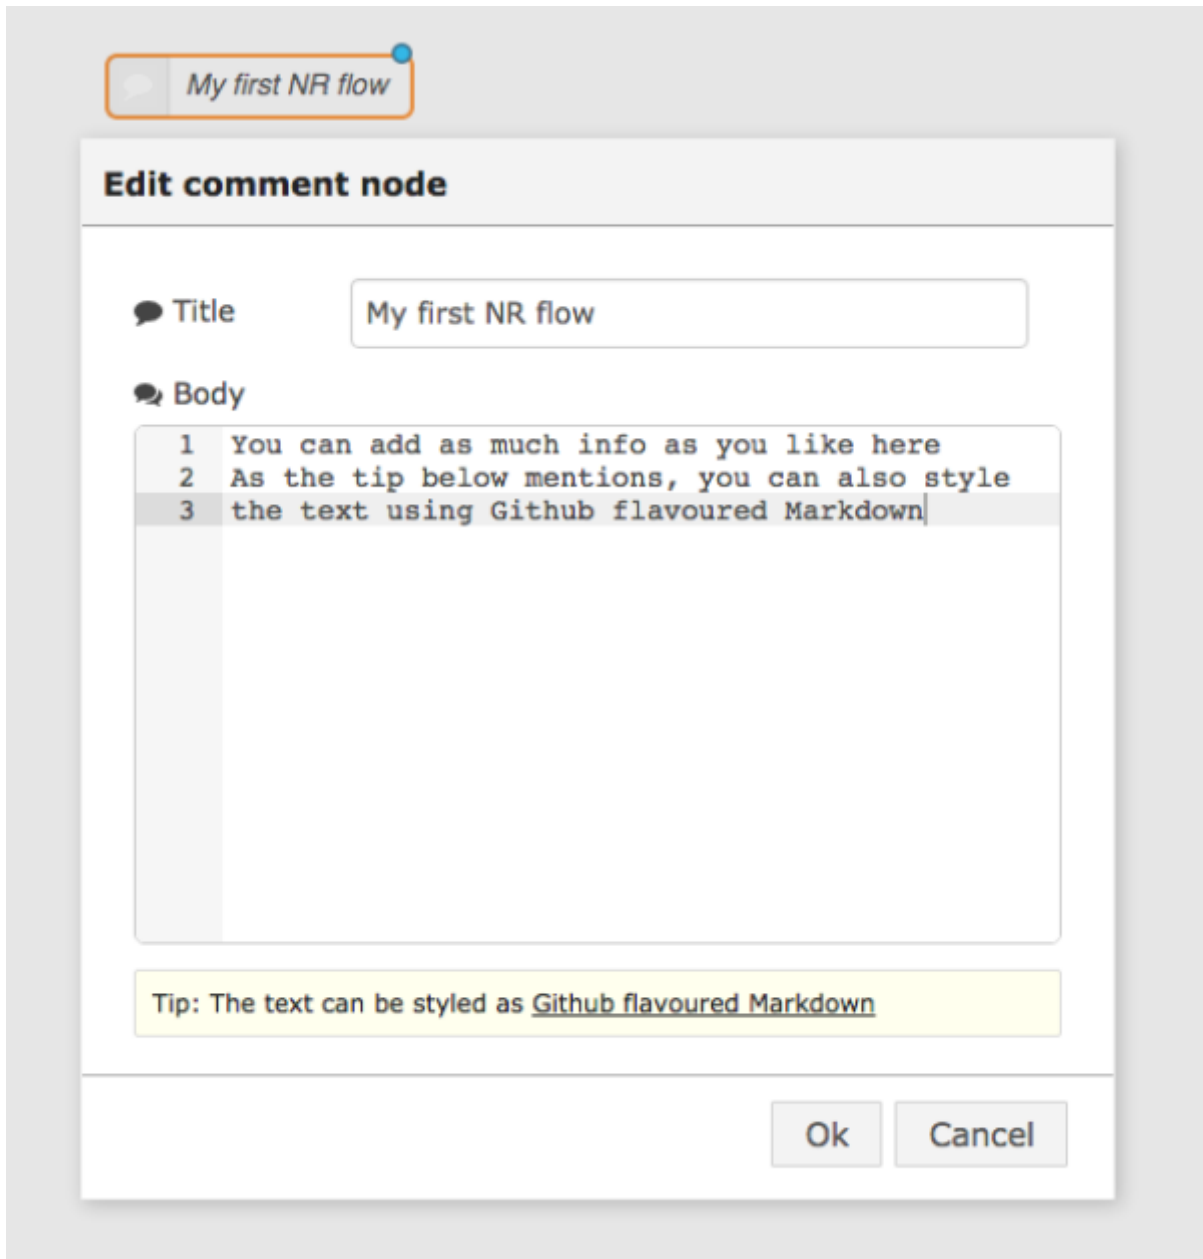 My first NR flow
Edit comment node
Title
My first NR flow
Body
1 You can add as much info as you like here
2 As the tip below mentions, you can also style
3 the text using Github flavoured Markdown
Tip: The text can be styled as Github flavoured Markdown
Ok Cancel